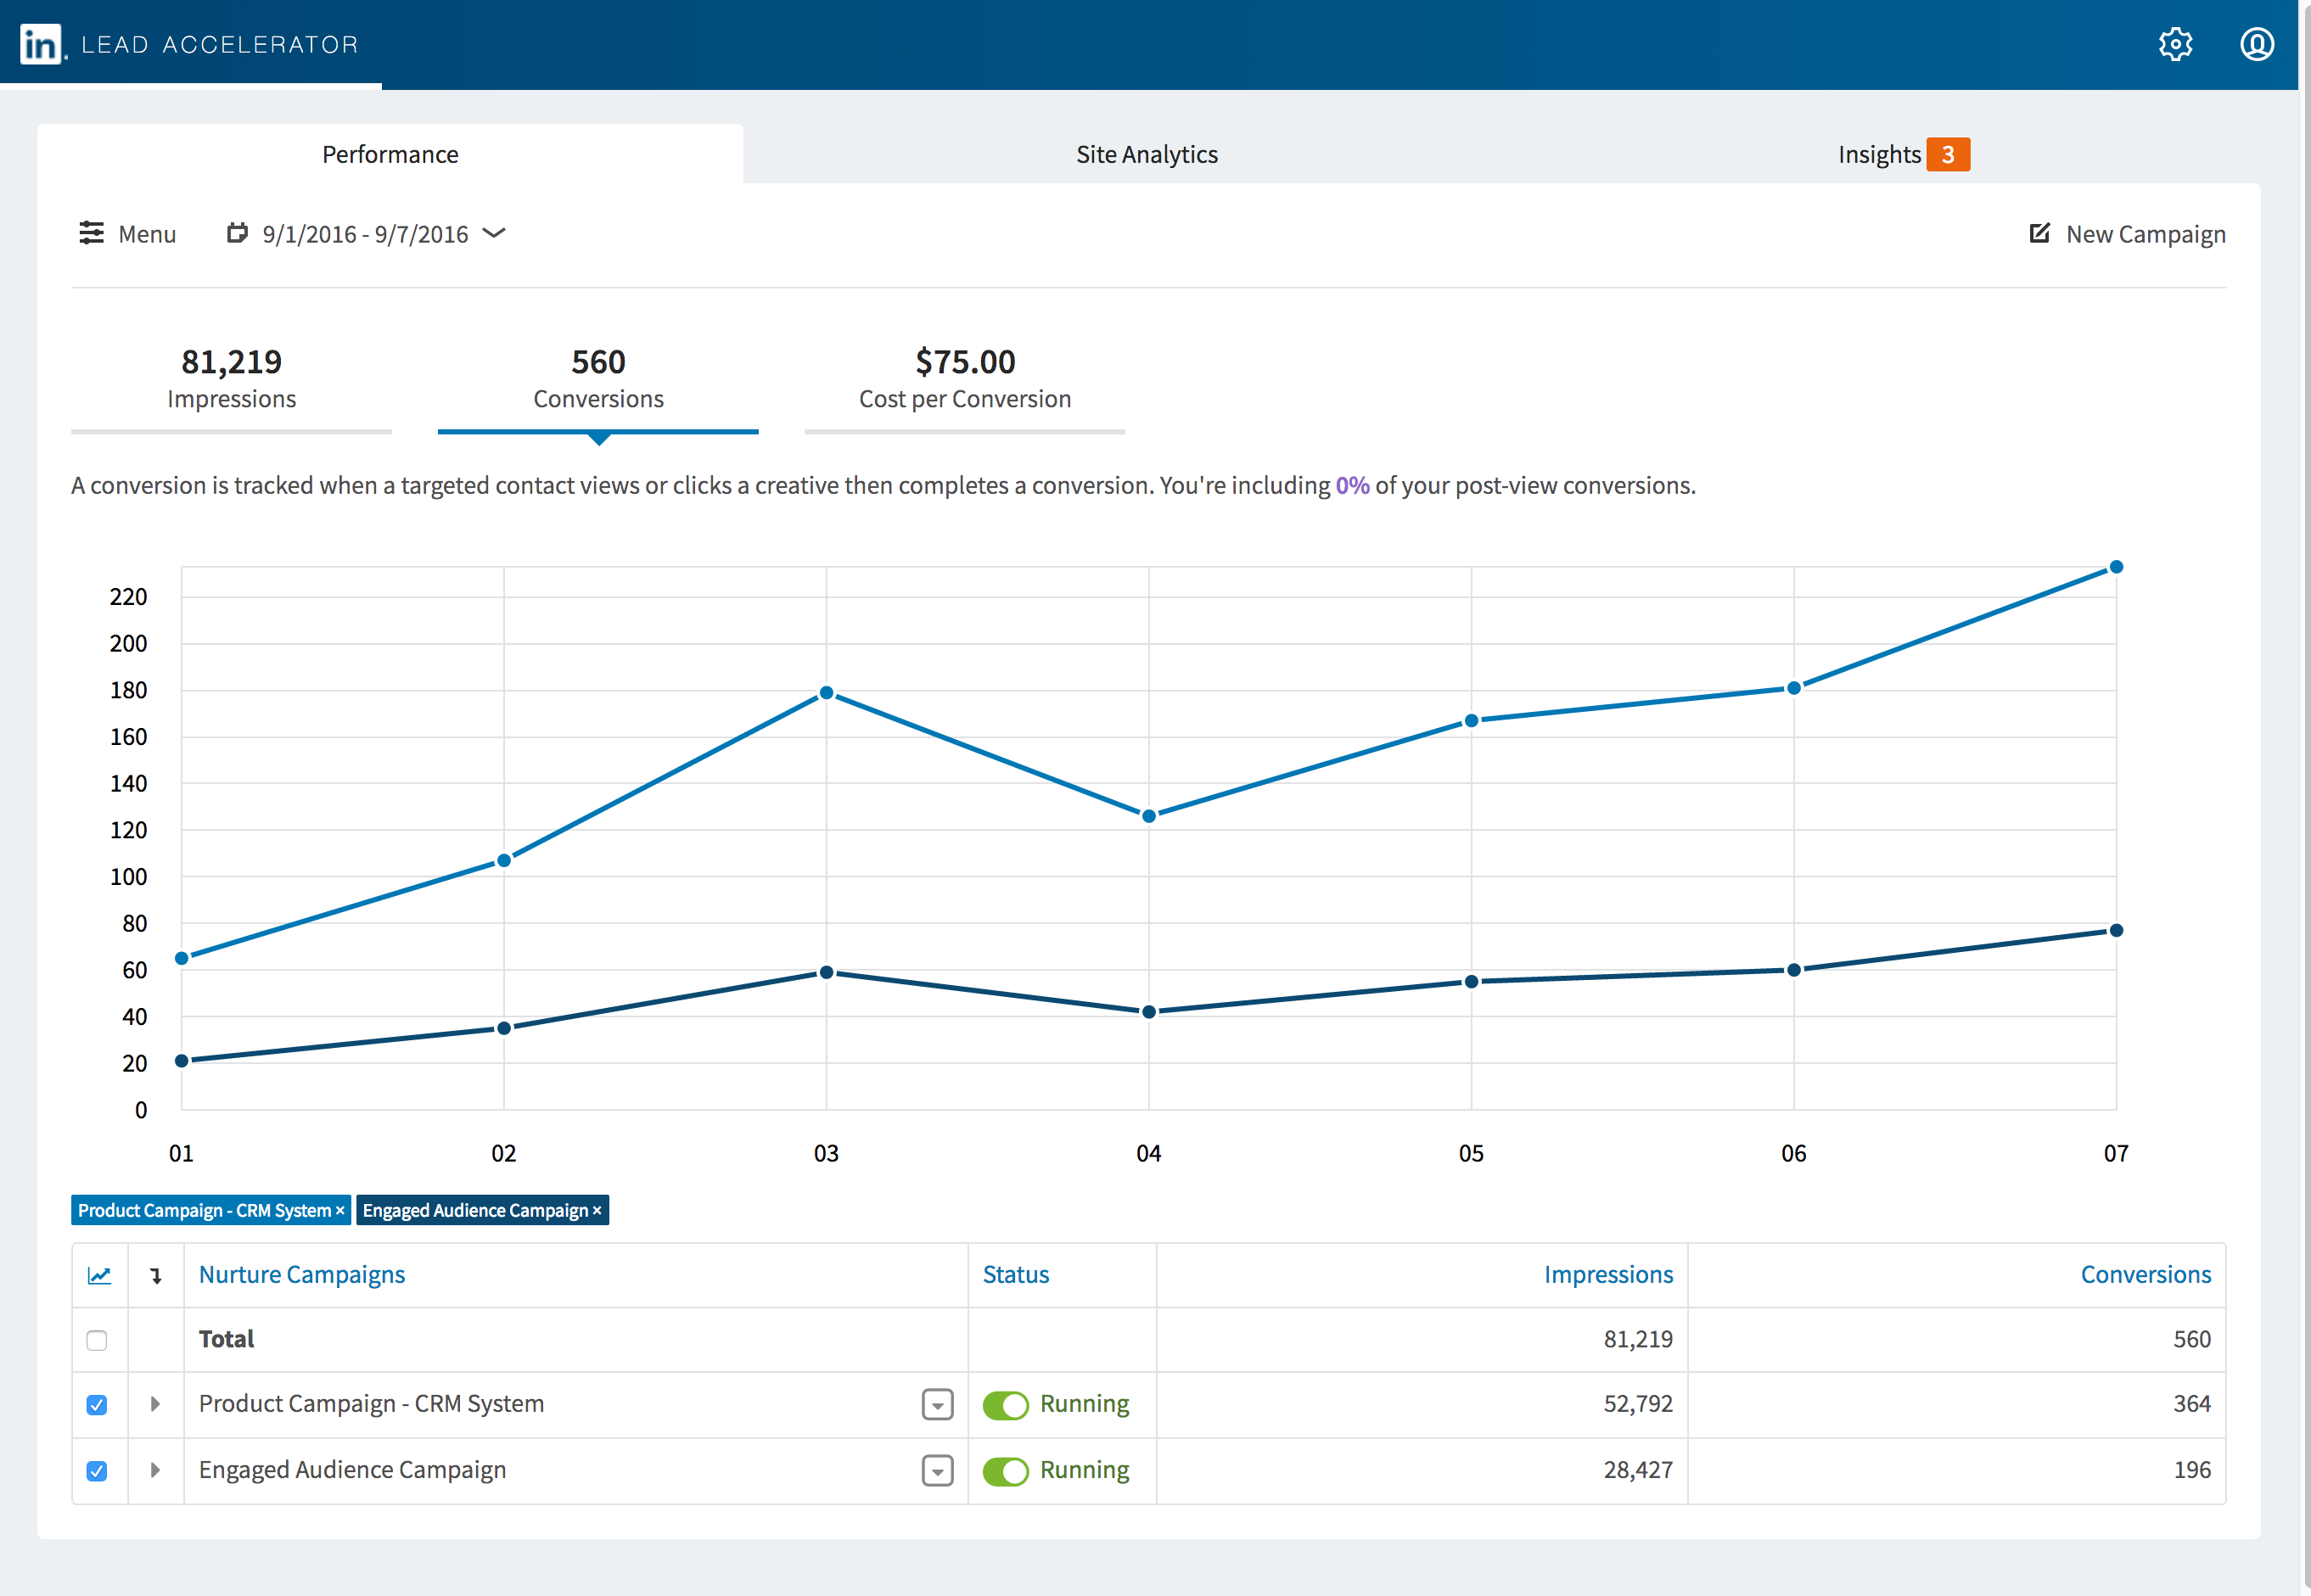 in. LEAD ACCELERATOR
Performance
Site Analytics
Insights 3
Menu
9/1/2016 - 9/7/2016
New Campaign
81,219
Impressions
560
Conversions
$75.00
Cost per Conversion
A conversion is tracked when a targeted contact views or clicks a creative then completes a conversion. You're including 0% of your post-view conversions.
220
200
180
160
140
120
100
80
60
40
20
0
01 02 03 04 05 06 07
Product Campaign - CRM System × Engaged Audience Campaign ×
Nurture Campaigns Status Impressions Conversions
Total 81,219 560
Product Campaign - CRM System Running 52,792 364
Engaged Audience Campaign Running 28,427 196